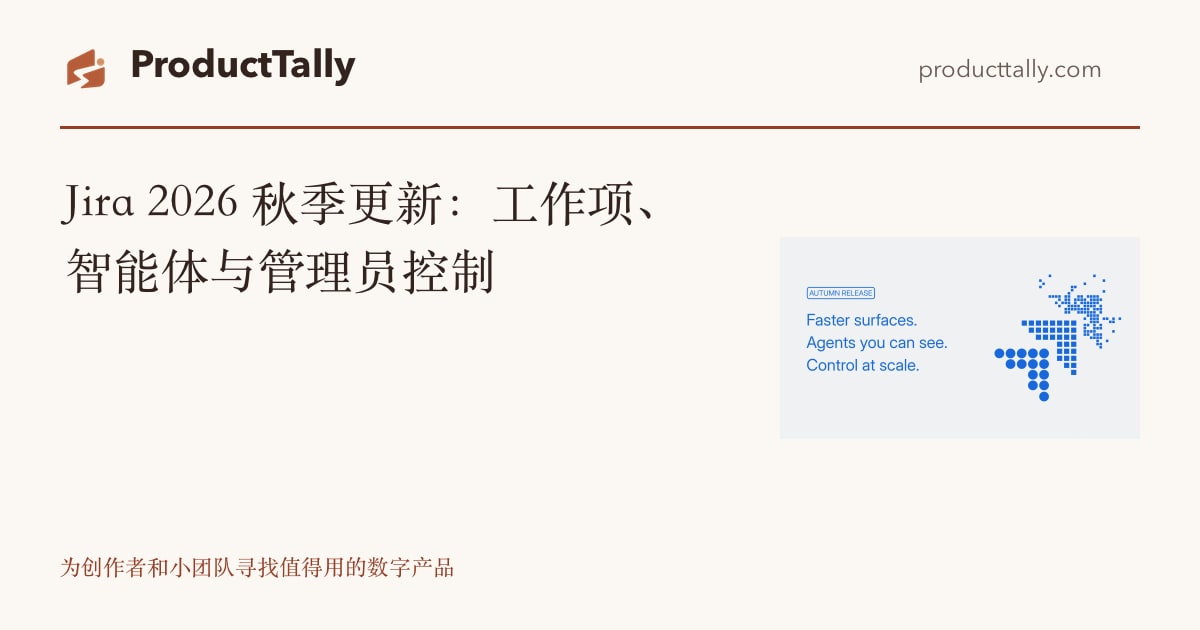 ProductTally
producttally.com
Jira 2026 秋季更新：工作项、
智能体与管理员控制
AUTUMN RELEASE
Faster surfaces.
Agents you can see.
Control at scale.
为创作者和小团队寻找值得用的数字产品